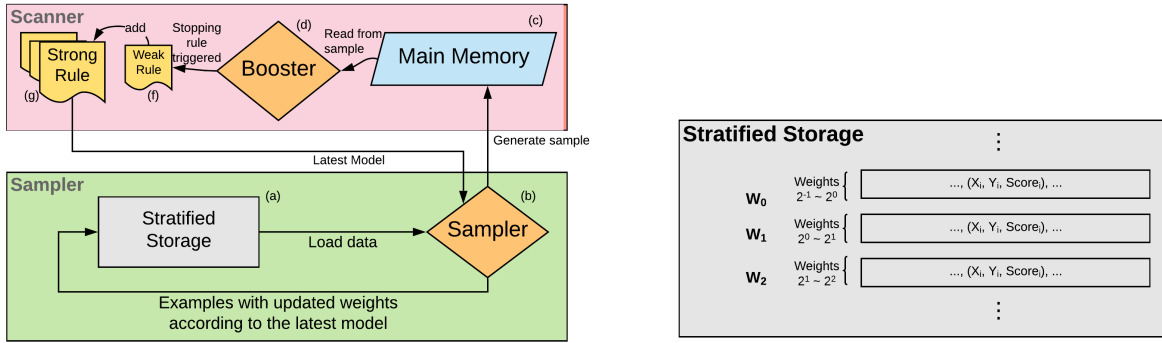 Scanner
(g)
Strong
Rule
add
Weak
Rule
(f)
Stopping
rule
triggered
(d)
Booster
Read from
sample
(c)
Main Memory
Generate sample
Latest Model
Sampler
(a)
Stratified
Storage
Load data
(b)
Sampler
Examples with updated weights
according to the latest model
Stratified Storage
⋮
W₀
Weights
2⁻¹ ~ 2⁰
..., (Xᵢ, Yᵢ, Scoreᵢ), ...
W₁
Weights
2⁰ ~ 2¹
..., (Xᵢ, Yᵢ, Scoreᵢ), ...
W₂
Weights
2¹ ~ 2²
..., (Xᵢ, Yᵢ, Scoreᵢ), ...
⋮